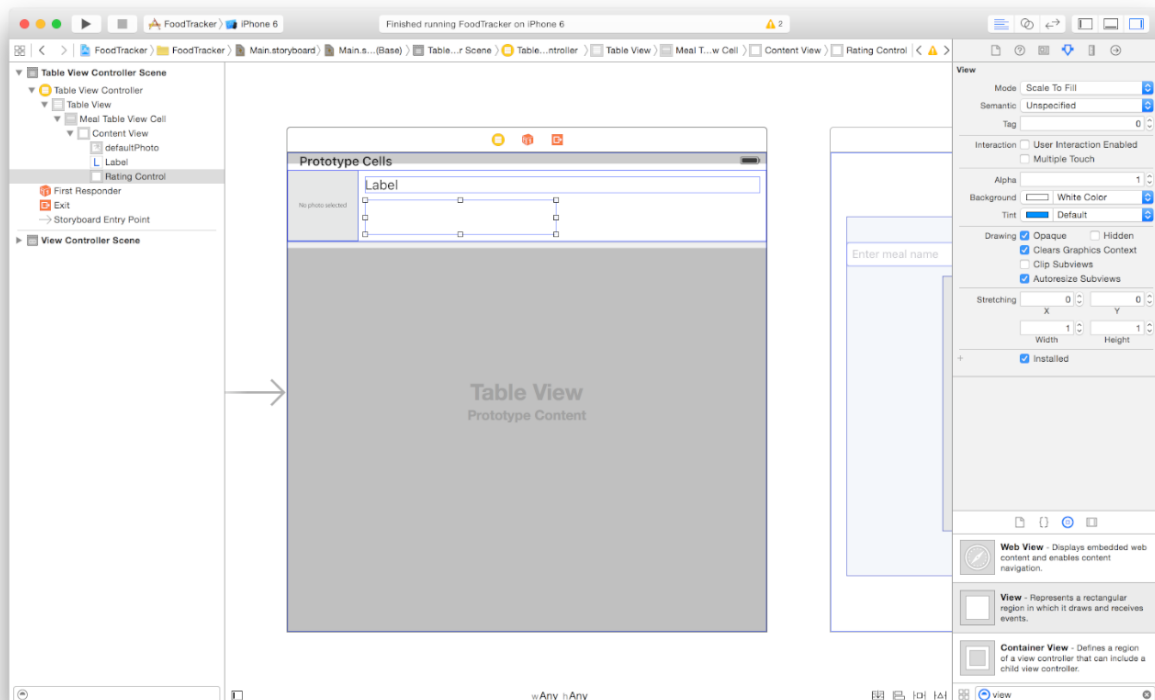 FoodTracker iPhone 6
Finished running FoodTracker on iPhone 6
2
FoodTracker FoodTracker Main.storyboard Main.s...(Base) Table...r Scene Table...ntroller Table View Meal T...w Cell Content View Rating Control
Table View Controller Scene
Table View Controller
Table View
Meal Table View Cell
Content View
defaultPhoto
L Label
Rating Control
First Responder
Exit
Storyboard Entry Point
View Controller Scene
Prototype Cells
No photo selected
Label
Table View
Prototype Content
Enter meal name
wAny hAny
View
Mode Scale To Fill
Semantic Unspecified
Tag 0
Interaction User Interaction Enabled
Multiple Touch
Alpha 1
Background White Color
Tint Default
Drawing Opaque Hidden
Clears Graphics Context
Clip Subviews
Autoresize Subviews
Stretching 0 0
X Y
1 1
Width Height
Installed
Web View - Displays embedded web
content and enables content
navigation.
View - Represents a rectangular
region in which it draws and receives
events.
Container View - Defines a region
of a view controller that can include a
child view controller.
view